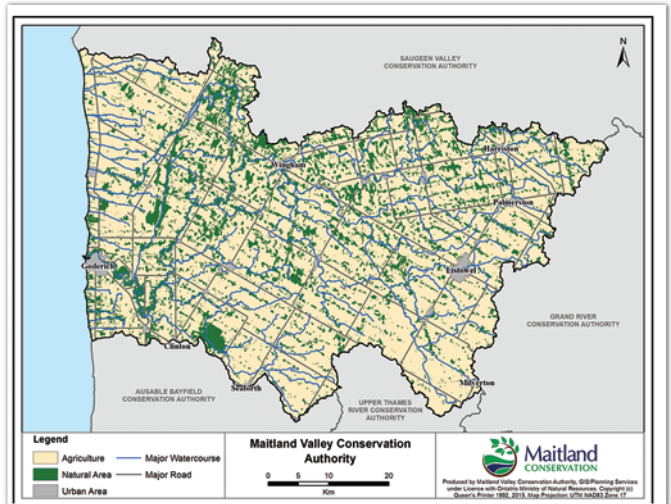 N
SAUGEEN VALLEY
CONSERVATION AUTHORITY
Wingham
Harriston
Palmerston
Goderich
Listowel
GRAND RIVER
CONSERVATION AUTHORITY
Clinton
Seaforth
Milverton
AUSABLE BAYFIELD
CONSERVATION AUTHORITY
UPPER THAMES
RIVER CONSERVATION
AUTHORITY
Legend
Agriculture
Natural Area
Urban Area
Major Watercourse
Major Road
Maitland Valley Conservation
Authority
0 5 10 20
Km
Maitland
CONSERVATION
Produced by Maitland Valley Conservation Authority, GIS/Planning Services
under Licence with Ontario Ministry of Natural Resources. Copyright (c)
Queen's Printer 1992, 2015. Map Projection: UTM NAD83 Zone 17